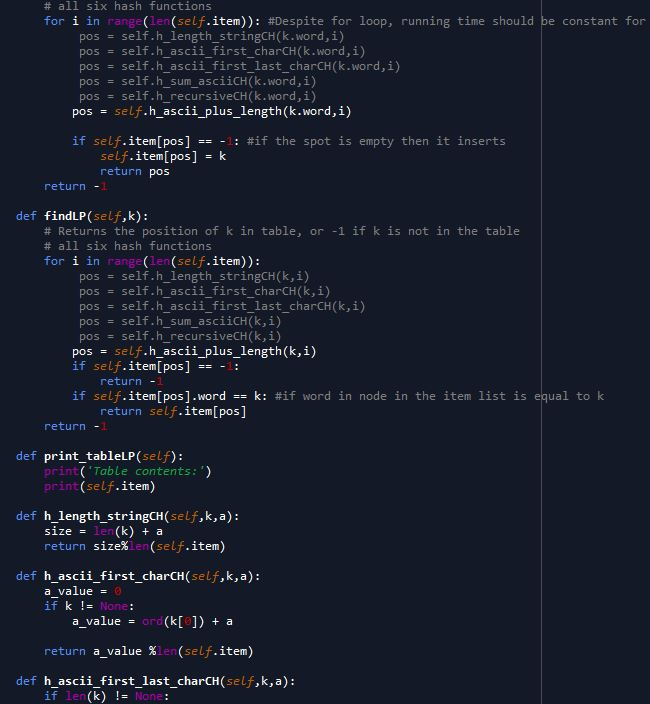 # all six hash functions
for i in range(len(self.item)): #Despite for loop, running time should be constant for
pos = self.h_length_stringCH(k.word,i)
pos = self.h_ascii_first_charCH(k.word,i)
pos = self.h_ascii_first_last_charCH(k.word,i)
pos = self.h_sum_asciiCH(k.word,i)
pos = self.h_recursiveCH(k.word,i)
pos = self.h_ascii_plus_length(k.word,i)
if self.item[pos] == -1: #if the spot is empty then it inserts
self.item[pos] = k
return pos
return -1
def findLP(self,k):
# Returns the position of k in table, or -1 if k is not in the table
# all six hash functions
for i in range(len(self.item)):
pos = self.h_length_stringCH(k,i)
pos = self.h_ascii_first_charCH(k,i)
pos = self.h_ascii_first_last_charCH(k,i)
pos = self.h_sum_asciiCH(k,i)
pos = self.h_recursiveCH(k,i)
pos = self.h_ascii_plus_length(k,i)
if self.item[pos] == -1:
return -1
if self.item[pos].word == k: #if word in node in the item list is equal to k
return self.item[pos]
return -1
def print_tableLP(self):
print('Table contents:')
print(self.item)
def h_length_stringCH(self,k,a):
size = len(k) + a
return size%len(self.item)
def h_ascii_first_charCH(self,k,a):
a_value = 0
if k != None:
a_value = ord(k[0]) + a
return a_value %len(self.item)
def h_ascii_first_last_charCH(self,k,a):
if len(k) != None: